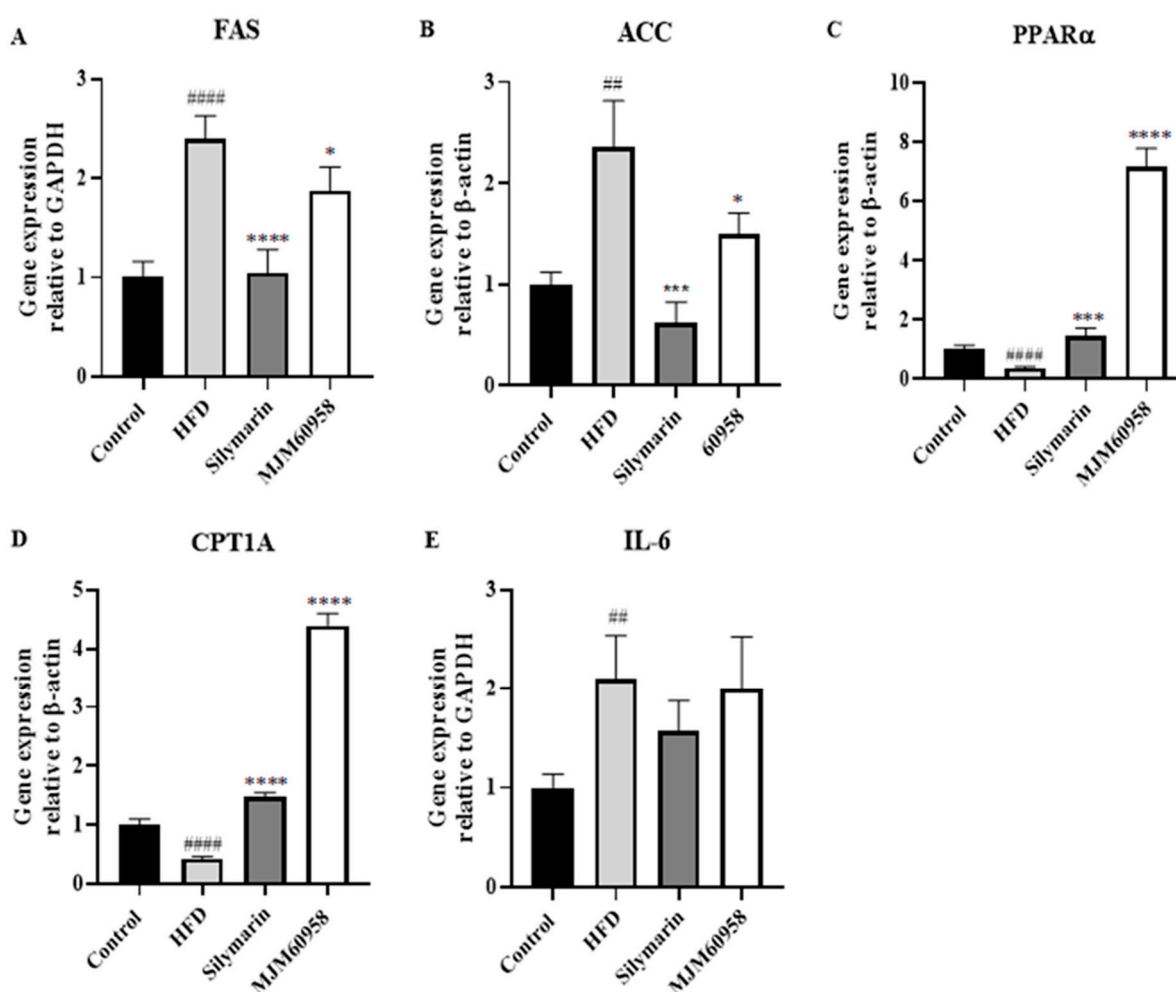 A
FAS
Gene expression
relative to GAPDH
3
2
1
0
####
****
*
Control
HFD
Silymarin
MJM60958
B
ACC
Gene expression
relative to β-actin
3
2
1
0
##
***
*
Control
HFD
Silymarin
60958
C
PPARα
Gene expression
relative to β-actin
10
8
6
4
2
0
####
***
****
Control
HFD
Silymarin
MJM60958
D
CPT1A
Gene expression
relative to β-actin
5
4
3
2
1
0
####
****
****
Control
HFD
Silymarin
MJM60958
E
IL-6
Gene expression
relative to GAPDH
3
2
1
0
##
Control
HFD
Silymarin
MJM60958